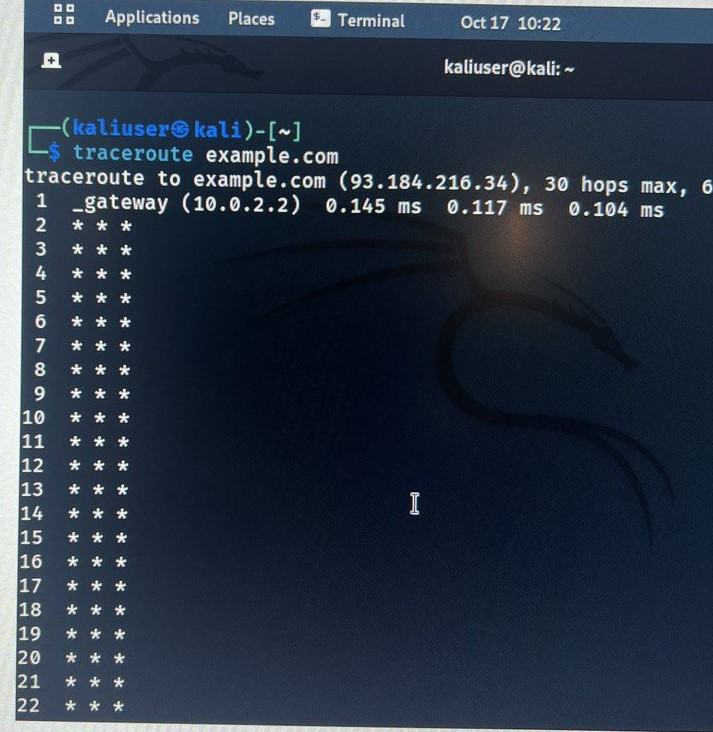 Applications Places Terminal Oct 17 10:22
kaliuser@kali: ~
┌──(kaliuser㉿kali)-[~]
└─$ traceroute example.com
traceroute to example.com (93.184.216.34), 30 hops max, 6
1 _gateway (10.0.2.2) 0.145 ms 0.117 ms 0.104 ms
2 * * *
3 * * *
4 * * *
5 * * *
6 * * *
7 * * *
8 * * *
9 * * *
10 * * *
11 * * *
12 * * *
13 * * *
14 * * *
15 * * *
16 * * *
17 * * *
18 * * *
19 * * *
20 * * *
21 * * *
22 * * *